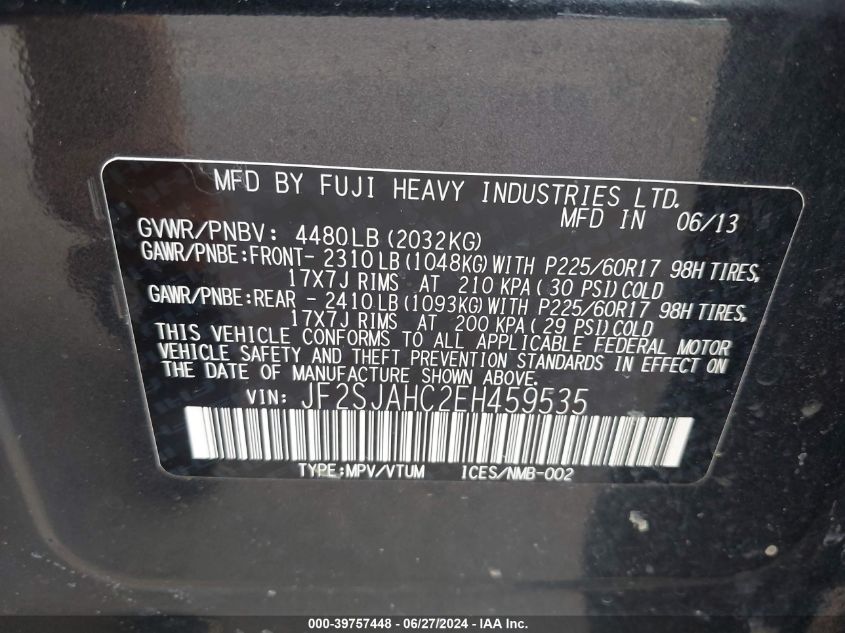 MFD BY FUJI HEAVY INDUSTRIES LTD.
MFD IN 06/13
GVWR/PNBV: 4480LB(2032KG)
GAWR/PNBE:FRONT- 2310LB(1048KG)WITH P225/60R17 98H TIRES,
17X7J RIMS AT 210 KPA( 30 PSI)COLD
GAWR/PNBE:REAR - 2410LB(1093KG)WITH P225/60R17 98H TIRES,
17X7J RIMS AT 200 KPA( 29 PSI)COLD
THIS VEHICLE CONFORMS TO ALL APPLICABLE FEDERAL MOTOR
VEHICLE SAFETY AND THEFT PREVENTION STANDARDS IN EFFECT ON
THE DATE OF MANUFACTURE SHOWN ABOVE.
VIN: JF2SJAHC2EH459535
TYPE:MPV/VTUM ICES/NMB-002
000-39757448 - 06/27/2024 - IAA Inc.